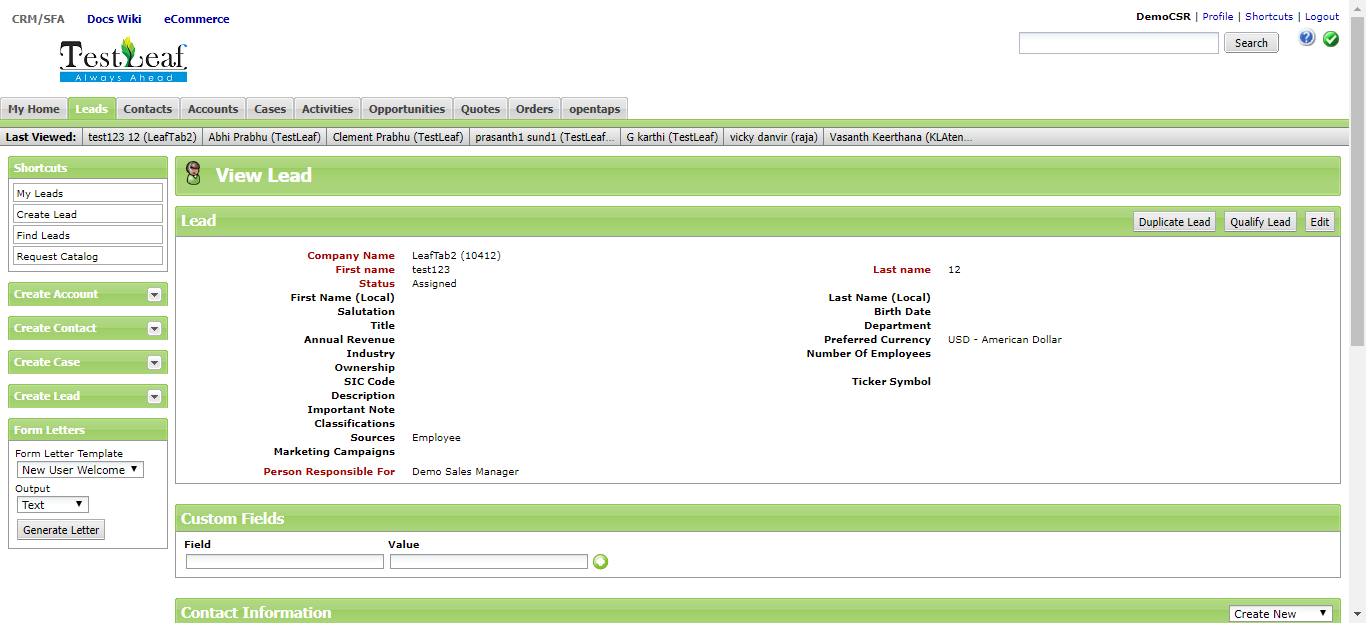 CRM/SFA Docs Wiki eCommerce
DemoCSR | Profile | Shortcuts | Logout
TestLeaf
Always Ahead
Search
My Home Leads Contacts Accounts Cases Activities Opportunities Quotes Orders opentaps
Last Viewed: test123 12 (LeafTab2) Abhi Prabhu (TestLeaf) Clement Prabhu (TestLeaf) prasanth1 sund1 (TestLeaf... G karthi (TestLeaf) vicky danvir (raja) Vasanth Keerthana (KLAten...
Shortcuts
My Leads
Create Lead
Find Leads
Request Catalog
Create Account
Create Contact
Create Case
Create Lead
Form Letters
Form Letter Template
New User Welcome
Output
Text
Generate Letter
View Lead
Lead
Duplicate Lead Qualify Lead Edit
Company Name LeafTab2 (10412)
First name test123 Last name 12
Status Assigned
First Name (Local) Last Name (Local)
Salutation Birth Date
Title Department
Annual Revenue Preferred Currency USD - American Dollar
Industry Number Of Employees
Ownership
SIC Code Ticker Symbol
Description
Important Note
Classifications
Sources Employee
Marketing Campaigns
Person Responsible For Demo Sales Manager
Custom Fields
Field Value
Contact Information
Create New